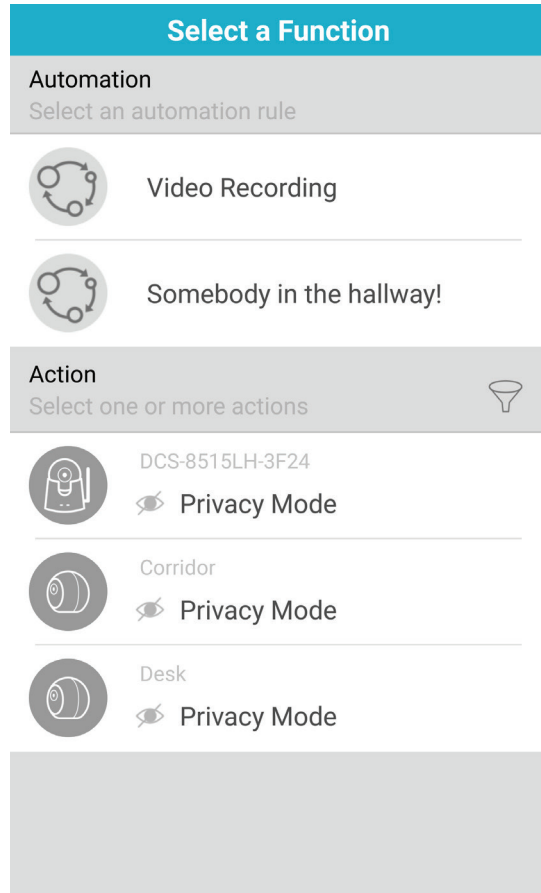 Select a Function
Automation
Select an automation rule
Video Recording
Somebody in the hallway!
Action
Select one or more actions
DCS-8515LH-3F24
Privacy Mode
Corridor
Privacy Mode
Desk
Privacy Mode